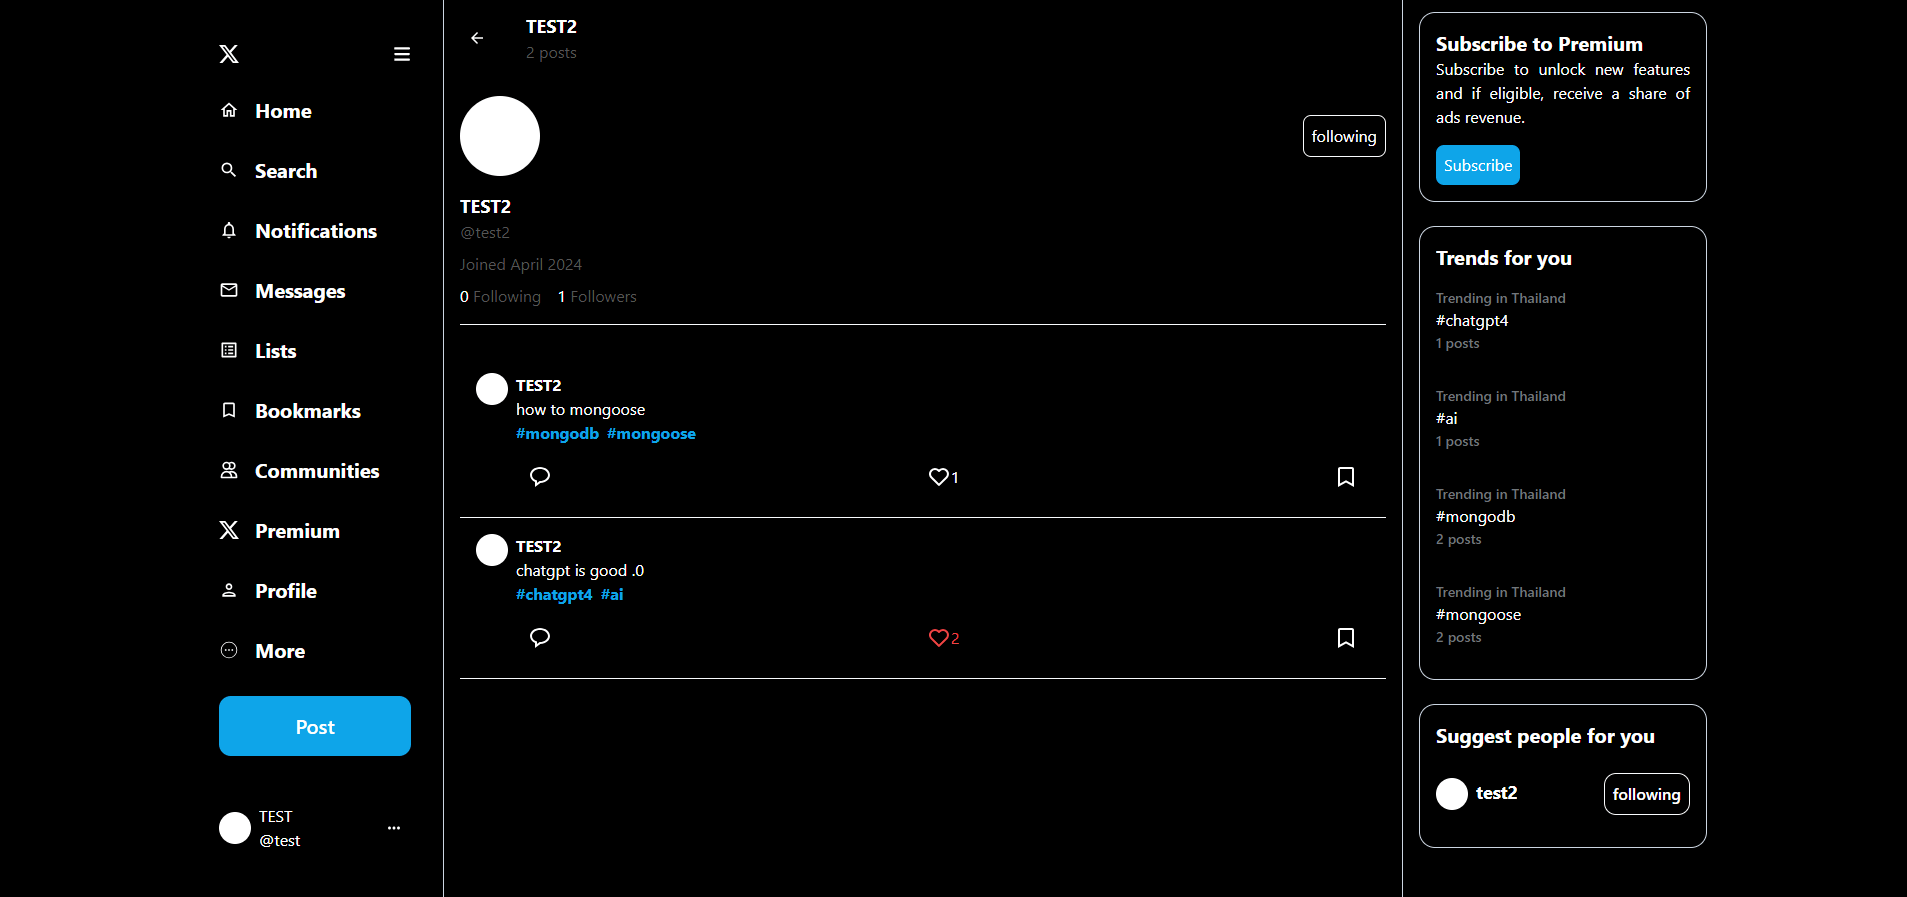 Home
Search
Notifications
Messages
Lists
Bookmarks
Communities
Premium
Profile
More
Post
TEST
@test
TEST2
2 posts
following
TEST2
@test2
Joined April 2024
0 Following 1 Followers
TEST2
how to mongoose
#mongodb #mongoose
1
TEST2
chatgpt is good .0
#chatgpt4 #ai
2
Subscribe to Premium
Subscribe to unlock new features
and if eligible, receive a share of
ads revenue.
Subscribe
Trends for you
Trending in Thailand
#chatgpt4
1 posts
Trending in Thailand
#ai
1 posts
Trending in Thailand
#mongodb
2 posts
Trending in Thailand
#mongoose
2 posts
Suggest people for you
test2
following